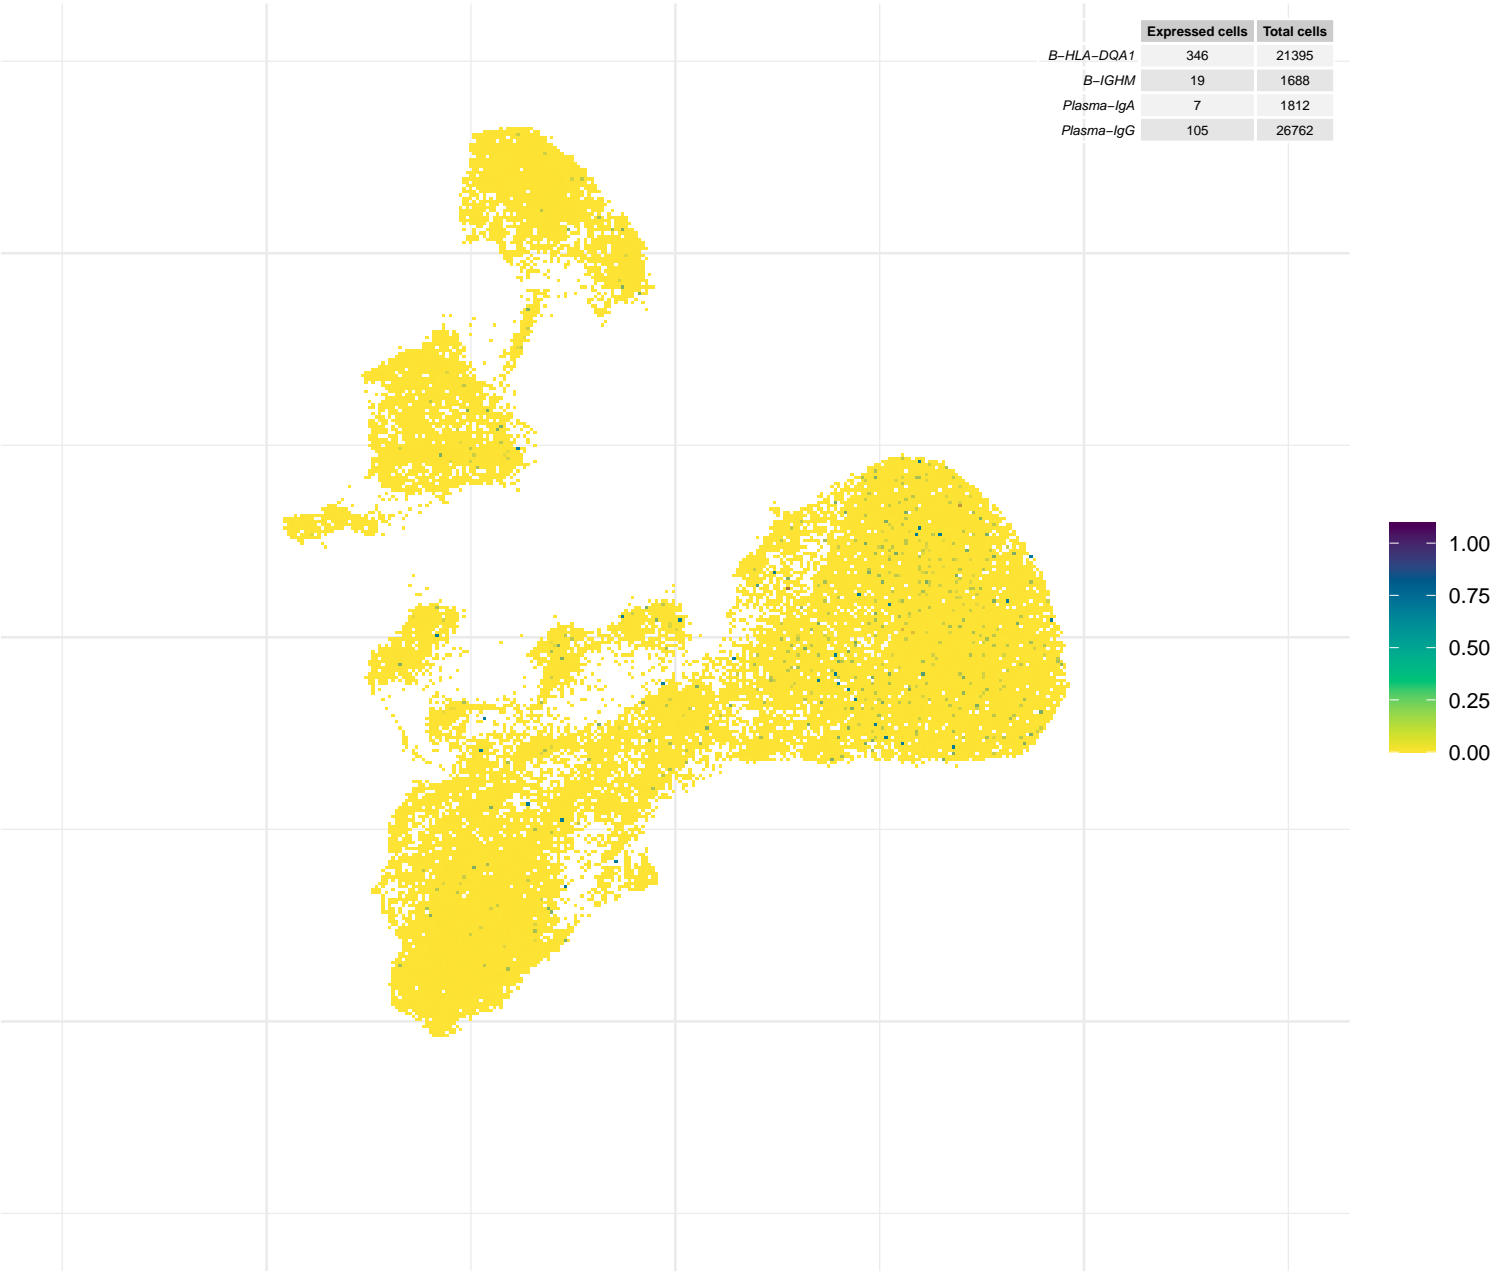 Expressed cells Total cells
B−HLA−DQA1 346 21395
B−IGHM 19 1688
Plasma−IgA 7 1812
Plasma−IgG 105 26762
1.00
0.75
0.50
0.25
0.00